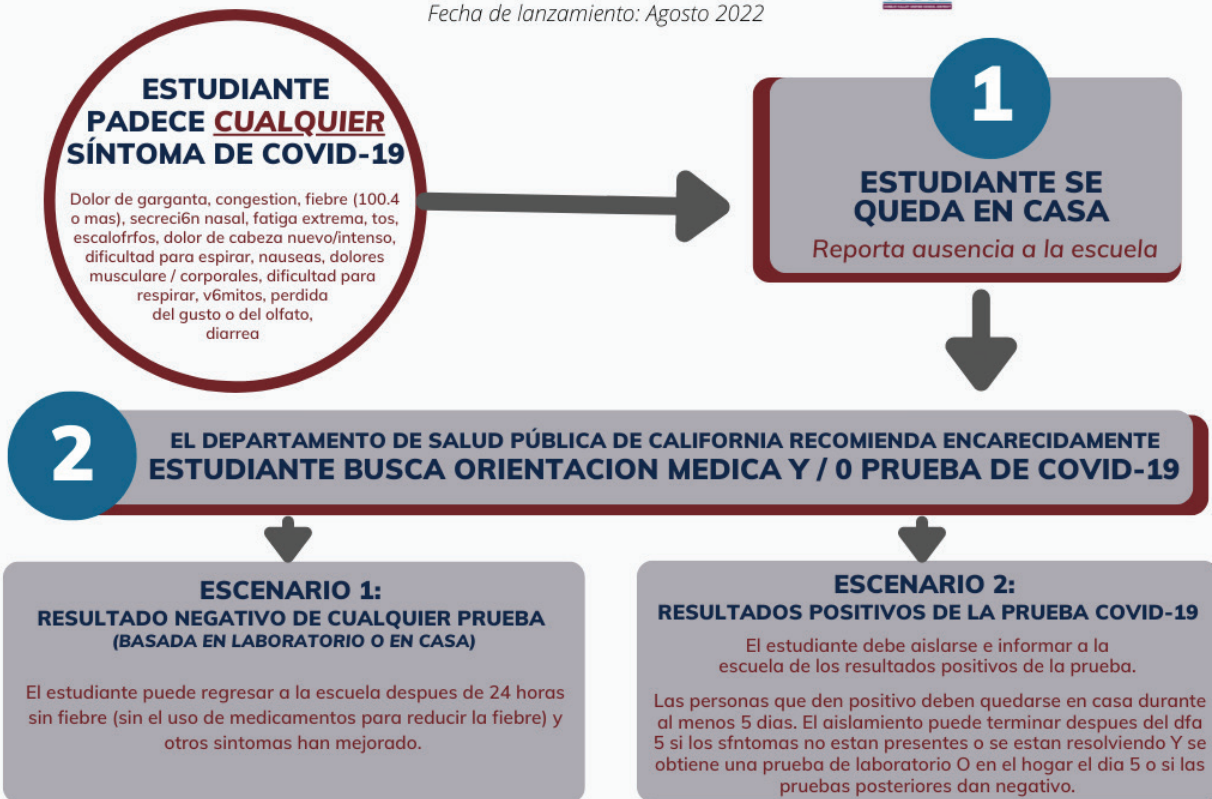 Fecha de lanzamiento: Agosto 2022
ESTUDIANTE
PADECE CUALQUIER
SÍNTOMA DE COVID-19
Dolor de garganta, congestion, fiebre (100.4
o mas), secreci6n nasal, fatiga extrema, tos,
escalofrfos, dolor de cabeza nuevo/intenso,
dificultad para espirar, nauseas, dolores
musculare / corporales, dificultad para
respirar, v6mitos, perdida
del gusto o del olfato,
diarrea
1
ESTUDIANTE SE
QUEDA EN CASA
Reporta ausencia a la escuela
2
EL DEPARTAMENTO DE SALUD PÚBLICA DE CALIFORNIA RECOMIENDA ENCARECIDAMENTE
ESTUDIANTE BUSCA ORIENTACION MEDICA Y / 0 PRUEBA DE COVID-19
ESCENARIO 1:
RESULTADO NEGATIVO DE CUALQUIER PRUEBA
(BASADA EN LABORATORIO O EN CASA)
El estudiante puede regresar a la escuela despues de 24 horas
sin fiebre (sin el uso de medicamentos para reducir la fiebre) y
otros sintomas han mejorado.
ESCENARIO 2:
RESULTADOS POSITIVOS DE LA PRUEBA COVID-19
El estudiante debe aislarse e informar a la
escuela de los resultados positivos de la prueba.
Las personas que den positivo deben quedarse en casa durante
al menos 5 dias. El aislamiento puede terminar despues del dfa
5 si los sfntomas no estan presentes o se estan resolviendo Y se
obtiene una prueba de laboratorio O en el hogar el dia 5 o si las
pruebas posteriores dan negativo.